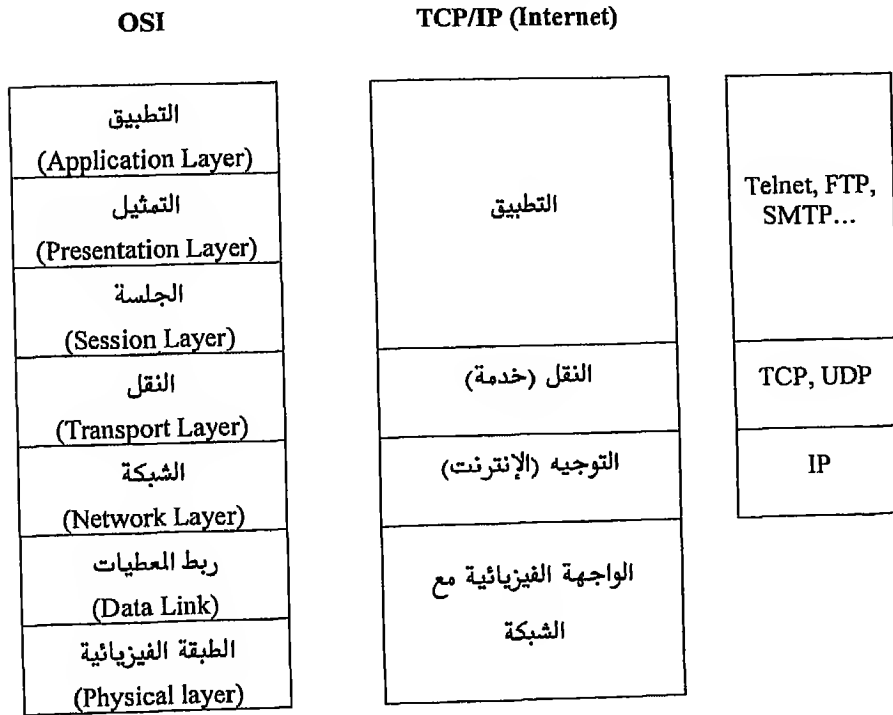 OSI
TCP/IP (Internet)
التطبيق
(Application Layer)
التمثيل
(Presentation Layer)
الجلسة
(Session Layer)
النقل
(Transport Layer)
الشبكة
(Network Layer)
ربط المعطيات
(Data Link)
الطبقة الفيزيائية
(Physical layer)
التطبيق
النقل (خدمة)
التوجيه (الإنترنت)
الواجهة الفيزيائية مع
الشبكة
Telnet, FTP,
SMTP...
TCP, UDP
IP